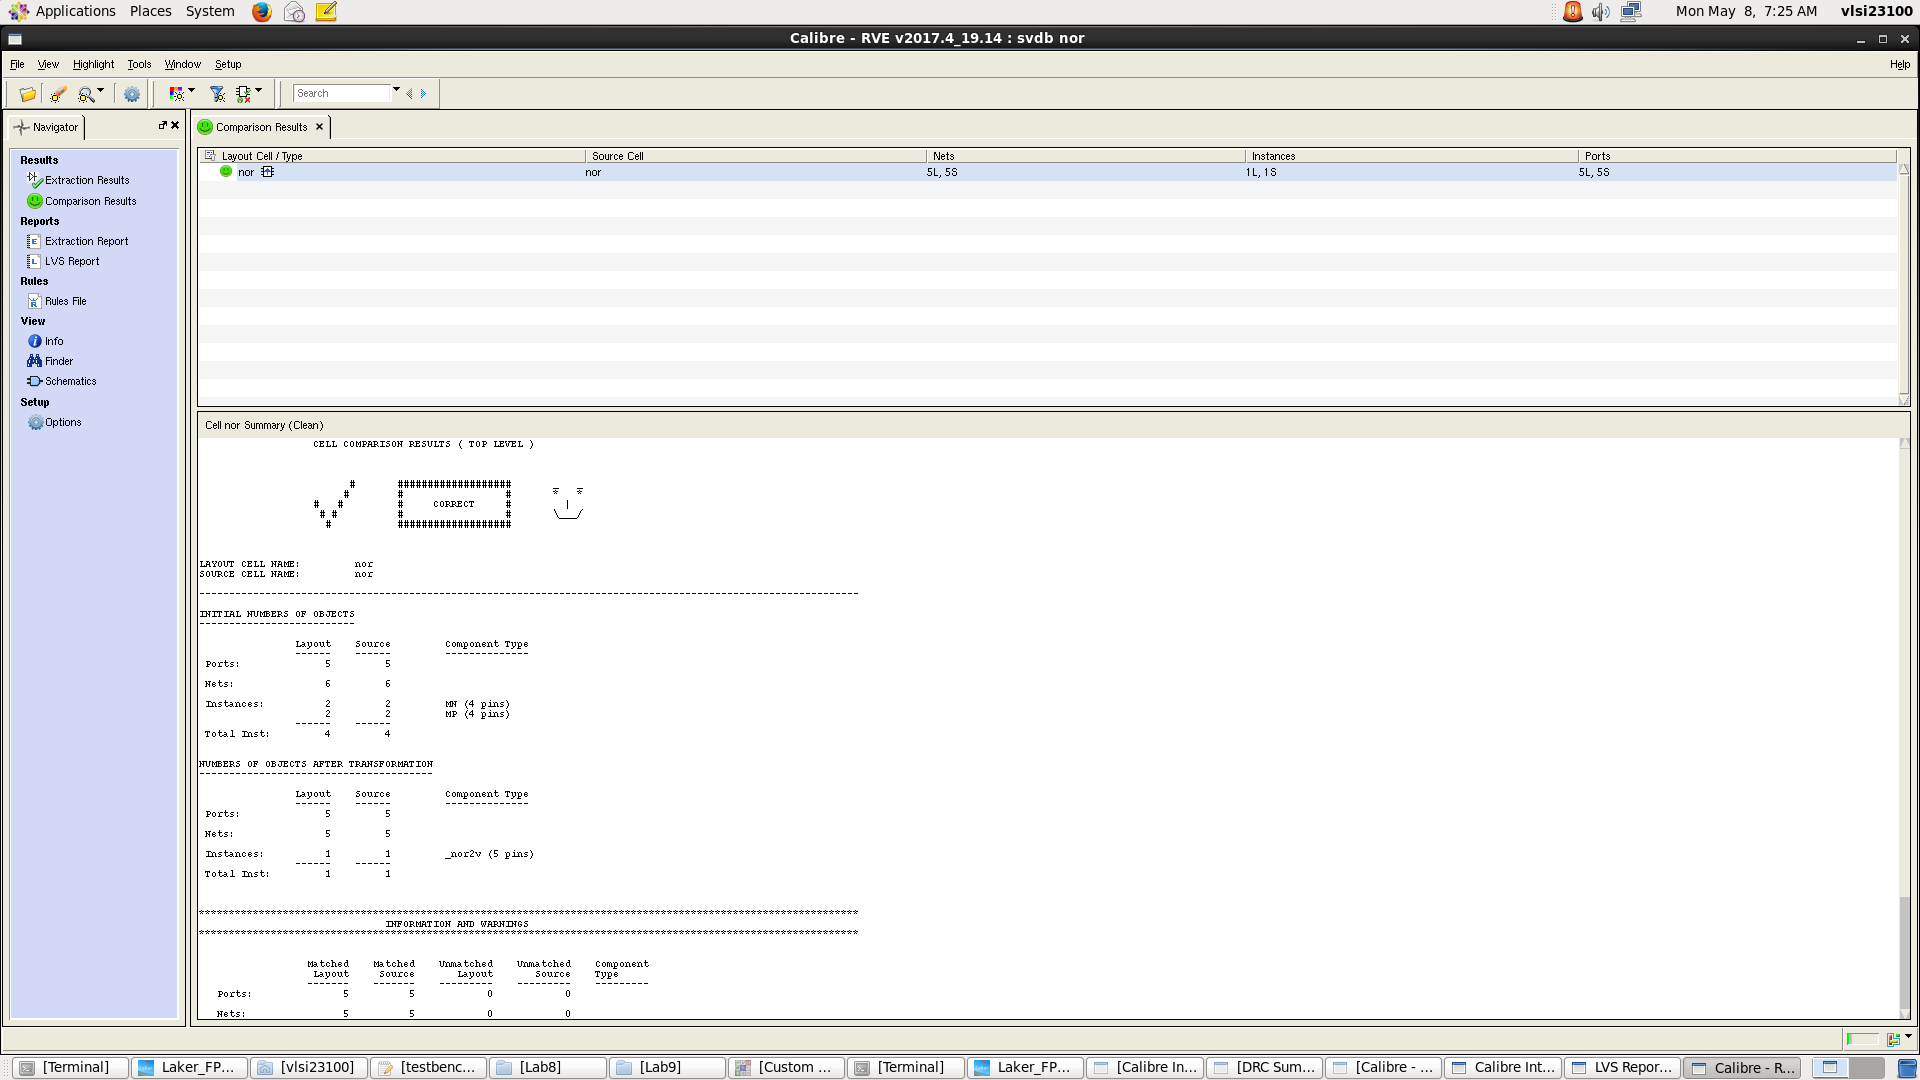 Applications Places System Mon May 8, 7:25 AM vlsi23100
Calibre - RVE v2017.4_19.14 : svdb nor
File View Highlight Tools Window Setup Help
Search
Navigator
Results
Extraction Results
Comparison Results
Reports
Extraction Report
LVS Report
Rules
Rules File
View
Info
Finder
Schematics
Setup
Options
Comparison Results
Layout Cell / Type Source Cell Nets Instances Ports
nor nor 5L, 5S 1L, 1S 5L, 5S
Cell nor Summary (Clean)
CELL COMPARISON RESULTS ( TOP LEVEL )
# ################### _ _
# # # * *
# # # CORRECT # |
# # # # \___/
# ###################
LAYOUT CELL NAME: nor
SOURCE CELL NAME: nor
--------------------------------------------------------------------------------------------------------------
INITIAL NUMBERS OF OBJECTS
--------------------------
Layout Source Component Type
------ ------ --------------
Ports: 5 5
Nets: 6 6
Instances: 2 2 MN (4 pins)
2 2 MP (4 pins)
------ ------
Total Inst: 4 4
NUMBERS OF OBJECTS AFTER TRANSFORMATION
---------------------------------------
Layout Source Component Type
------ ------ --------------
Ports: 5 5
Nets: 5 5
Instances: 1 1 _nor2v (5 pins)
------ ------
Total Inst: 1 1
**************************************************************************************************************
INFORMATION AND WARNINGS
**************************************************************************************************************
Matched Matched Unmatched Unmatched Component
Layout Source Layout Source Type
------- ------- --------- --------- ---------
Ports: 5 5 0 0
Nets: 5 5 0 0
[Terminal] Laker_FP... [vlsi23100] [testbenc... [Lab8] [Lab9] [Custom ... [Terminal] Laker_FP... [Calibre In... [DRC Sum... [Calibre - ... Calibre Int... LVS Repor... Calibre - R...